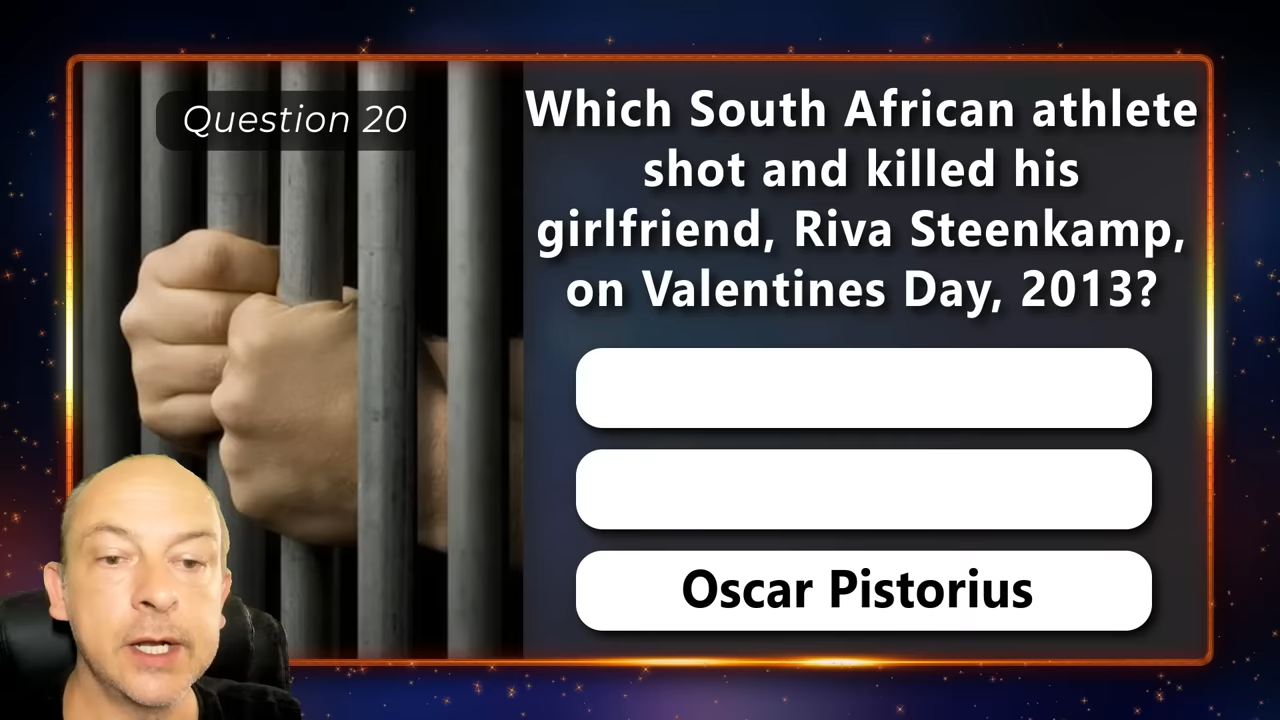 Question 20
Which South African athlete
shot and killed his
girlfriend, Riva Steenkamp,
on Valentines Day, 2013?
Oscar Pistorius